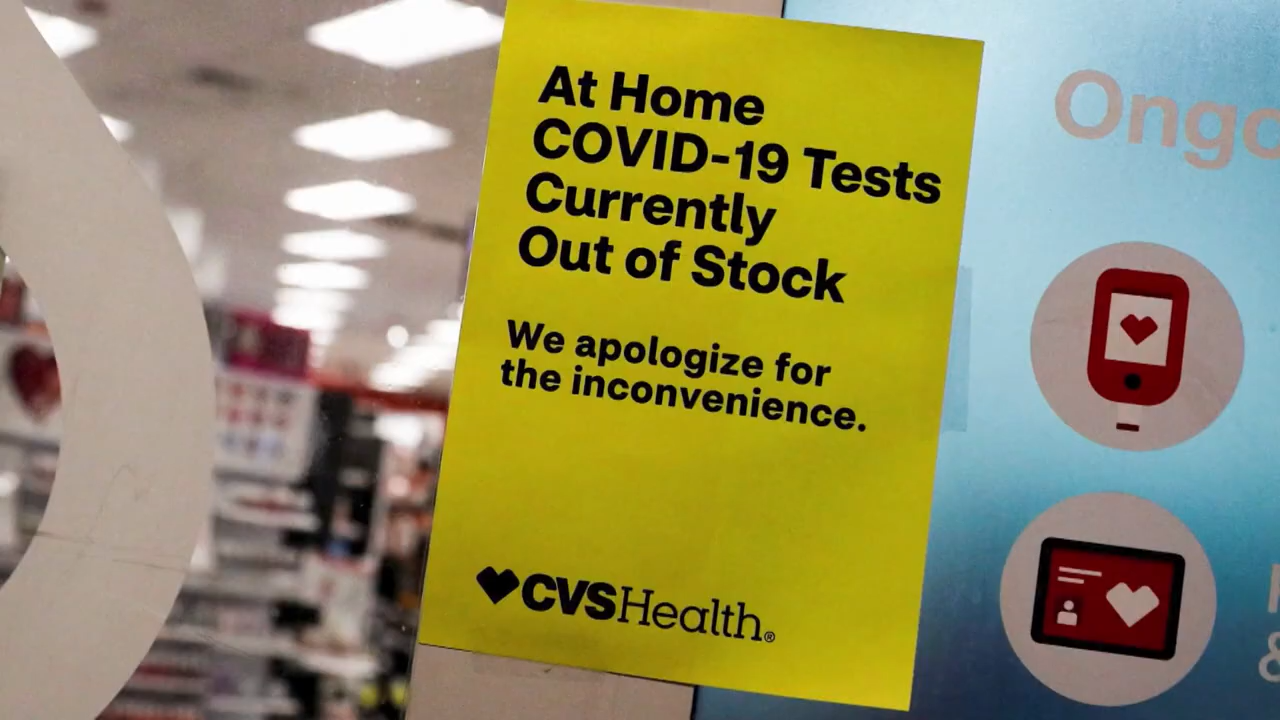 At Home
COVID-19 Tests
Currently
Out of Stock
We apologize for
the inconvenience.
CVSHealth®